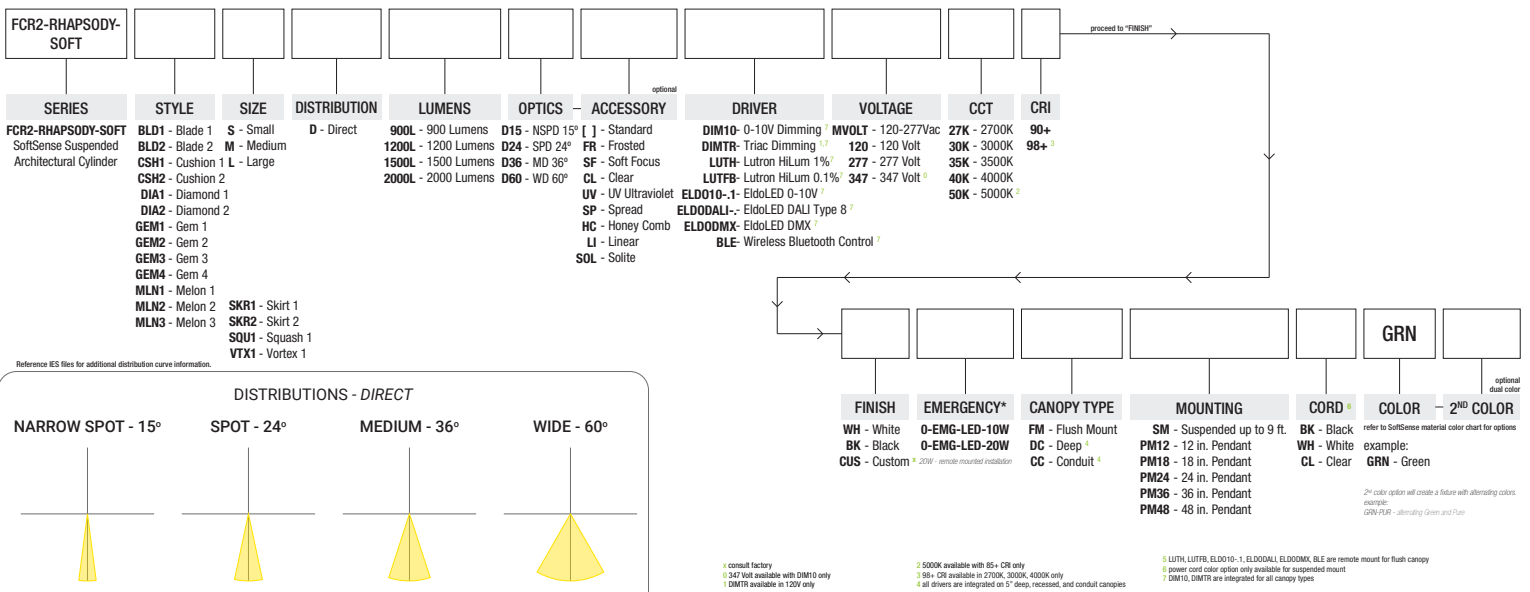 FCR2-RHAPSODY-
SOFT
proceed to "FINISH"
SERIES
FCR2-RHAPSODY-SOFT
SoftSense Suspended
Architectural Cylinder
STYLE
BLD1 - Blade 1
BLD2 - Blade 2
CSH1 - Cushion 1
CSH2 - Cushion 2
DIA1 - Diamond 1
DIA2 - Diamond 2
GEM1 - Gem 1
GEM2 - Gem 2
GEM3 - Gem 3
GEM4 - Gem 4
MLN1 - Melon 1
MLN2 - Melon 2
MLN3 - Melon 3
SKR1 - Skirt 1
SKR2 - Skirt 2
SQU1 - Squash 1
VTX1 - Vortex 1
SIZE
S - Small
M - Medium
L - Large
DISTRIBUTION
D - Direct
LUMENS
900L - 900 Lumens
1200L - 1200 Lumens
1500L - 1500 Lumens
2000L - 2000 Lumens
OPTICS
D15 - NSPD 15º
D24 - SPD 24º
D36 - MD 36º
D60 - WD 60º
optional
ACCESSORY
[ ] - Standard
FR - Frosted
SF - Soft Focus
CL - Clear
UV - UV Ultraviolet
SP - Spread
HC - Honey Comb
LI - Linear
SOL - Solite
DRIVER
DIM10- 0-10V Dimming 7
DIMTR- Triac Dimming 1,7
LUTH- Lutron HiLum 1% 7
LUTFB- Lutron HiLum 0.1% 7
ELDO10-.1- EldoLED 0-10V 7
ELDODALI-.- EldoLED DALI Type 8 7
ELDODMX- EldoLED DMX 7
BLE- Wireless Bluetooth Control 7
VOLTAGE
MVOLT - 120-277Vac
120 - 120 Volt
277 - 277 Volt
347 - 347 Volt 0
CCT
27K - 2700K
30K - 3000K
35K - 3500K
40K - 4000K
50K - 5000K 2
CRI
90+
98+ 3
Reference IES files for additional distribution curve information.
DISTRIBUTIONS - DIRECT
NARROW SPOT - 15º
SPOT - 24º
MEDIUM - 36º
WIDE - 60º
GRN
FINISH
WH - White
BK - Black
CUS - Custom x
EMERGENCY*
0-EMG-LED-10W
0-EMG-LED-20W
20W - remote mounted installation
CANOPY TYPE
FM - Flush Mount
DC - Deep 4
CC - Conduit 4
MOUNTING
SM - Suspended up to 9 ft.
PM12 - 12 in. Pendant
PM18 - 18 in. Pendant
PM24 - 24 in. Pendant
PM36 - 36 in. Pendant
PM48 - 48 in. Pendant
CORD 6
BK - Black
WH - White
CL - Clear
optional
dual color
COLOR - 2ND COLOR
refer to SoftSense material color chart for options
example:
GRN - Green
2nd color option will create a fixture with alternating colors.
example:
GRN-PUR - alternating Green and Pure
x consult factory
0 347 Volt available with DIM10 only
1 DIMTR available in 120V only
2 5000K available with 85+ CRI only
3 98+ CRI available in 2700K, 3000K, 4000K only
4 all drivers are integrated on 5" deep, recessed, and conduit canopies
5 LUTH, LUTFB, ELDO10-.1, ELDODALI, ELDODMX, BLE are remote mount for flush canopy
6 power cord color option only available for suspended mount
7 DIM10, DIMTR are integrated for all canopy types